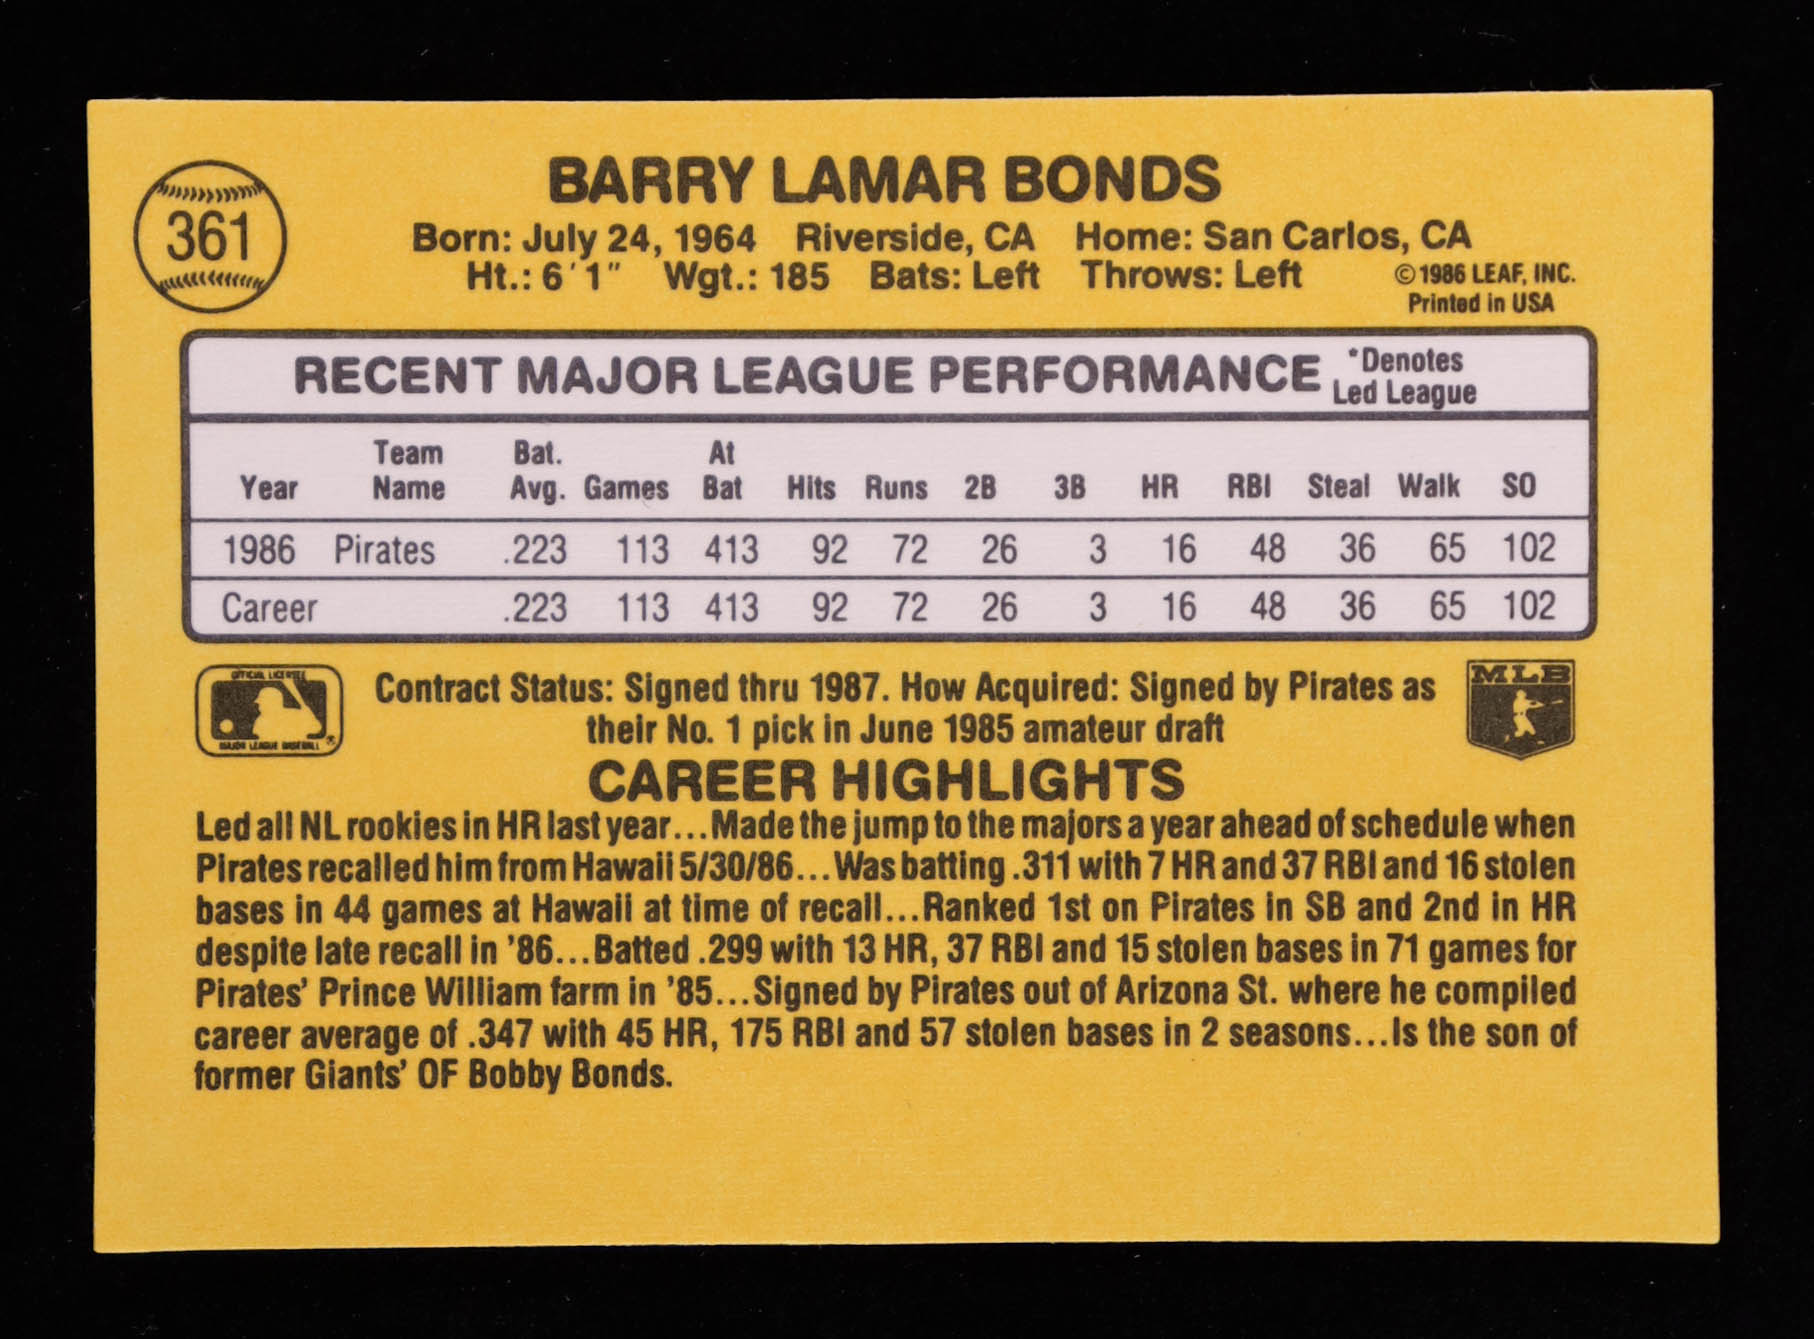 361
BARRY LAMAR BONDS
Born: July 24, 1964 Riverside, CA Home: San Carlos, CA
Ht.: 6'1" Wgt.: 185 Bats: Left Throws: Left
©1986 LEAF, INC.
Printed in USA
RECENT MAJOR LEAGUE PERFORMANCE *Denotes
Led League
Year Team Name Bat. Avg. Games At Bat Hits Runs 2B 3B HR RBI Steal Walk SO
1986 Pirates .223 113 413 92 72 26 3 16 48 36 65 102
Career .223 113 413 92 72 26 3 16 48 36 65 102
OFFICIAL LICENSEE
MAJOR LEAGUE BASEBALL ®
Contract Status: Signed thru 1987. How Acquired: Signed by Pirates as
their No. 1 pick in June 1985 amateur draft
MLB
CAREER HIGHLIGHTS
Led all NL rookies in HR last year...Made the jump to the majors a year ahead of schedule when
Pirates recalled him from Hawaii 5/30/86...Was batting .311 with 7 HR and 37 RBI and 16 stolen
bases in 44 games at Hawaii at time of recall...Ranked 1st on Pirates in SB and 2nd in HR
despite late recall in '86...Batted .299 with 13 HR, 37 RBI and 15 stolen bases in 71 games for
Pirates' Prince William farm in '85...Signed by Pirates out of Arizona St. where he compiled
career average of .347 with 45 HR, 175 RBI and 57 stolen bases in 2 seasons...Is the son of
former Giants' OF Bobby Bonds.